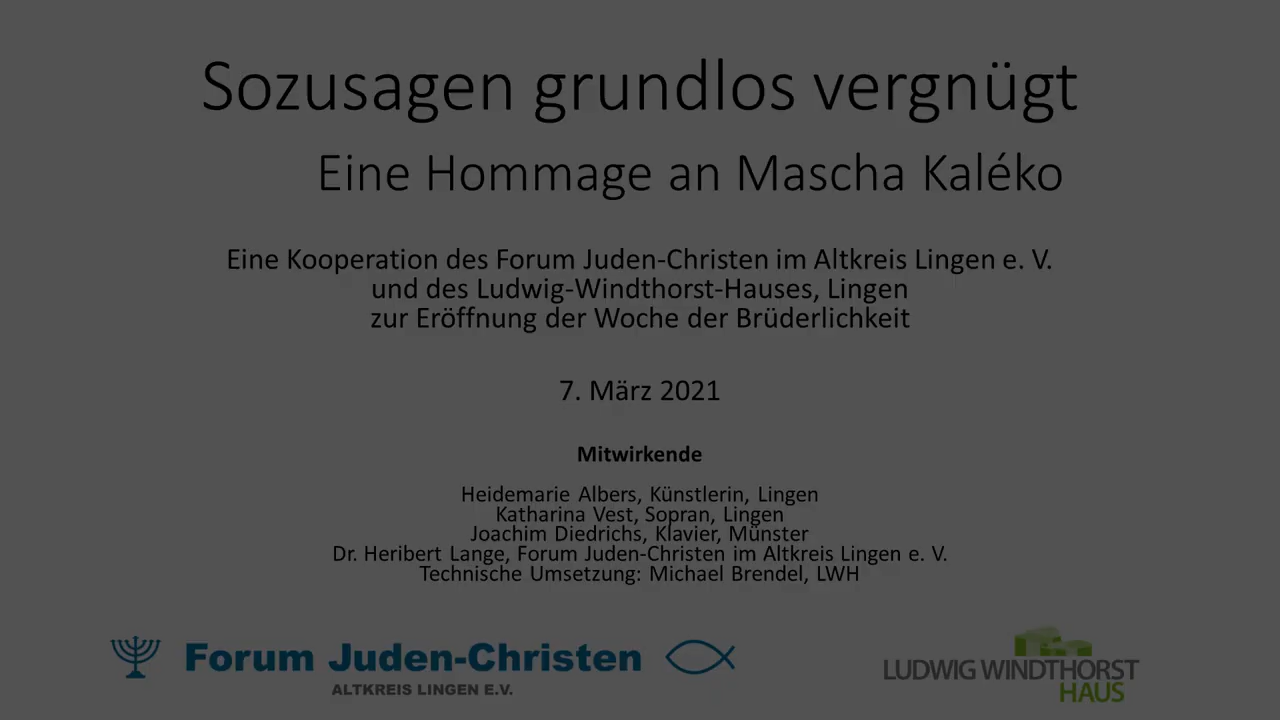 Sozusagen grundlos vergnügt
Eine Hommage an Mascha Kaléko
Eine Kooperation des Forum Juden-Christen im Altkreis Lingen e. V.
und des Ludwig-Windthorst-Hauses, Lingen
zur Eröffnung der Woche der Brüderlichkeit
7. März 2021
Mitwirkende
Heidemarie Albers, Künstlerin, Lingen
Katharina Vest, Sopran, Lingen
Joachim Diedrichs, Klavier, Münster
Dr. Heribert Lange, Forum Juden-Christen im Altkreis Lingen e. V.
Technische Umsetzung: Michael Brendel, LWH
Forum Juden-Christen
ALTKREIS LINGEN E.V.
LUDWIG WINDTHORST
HAUS